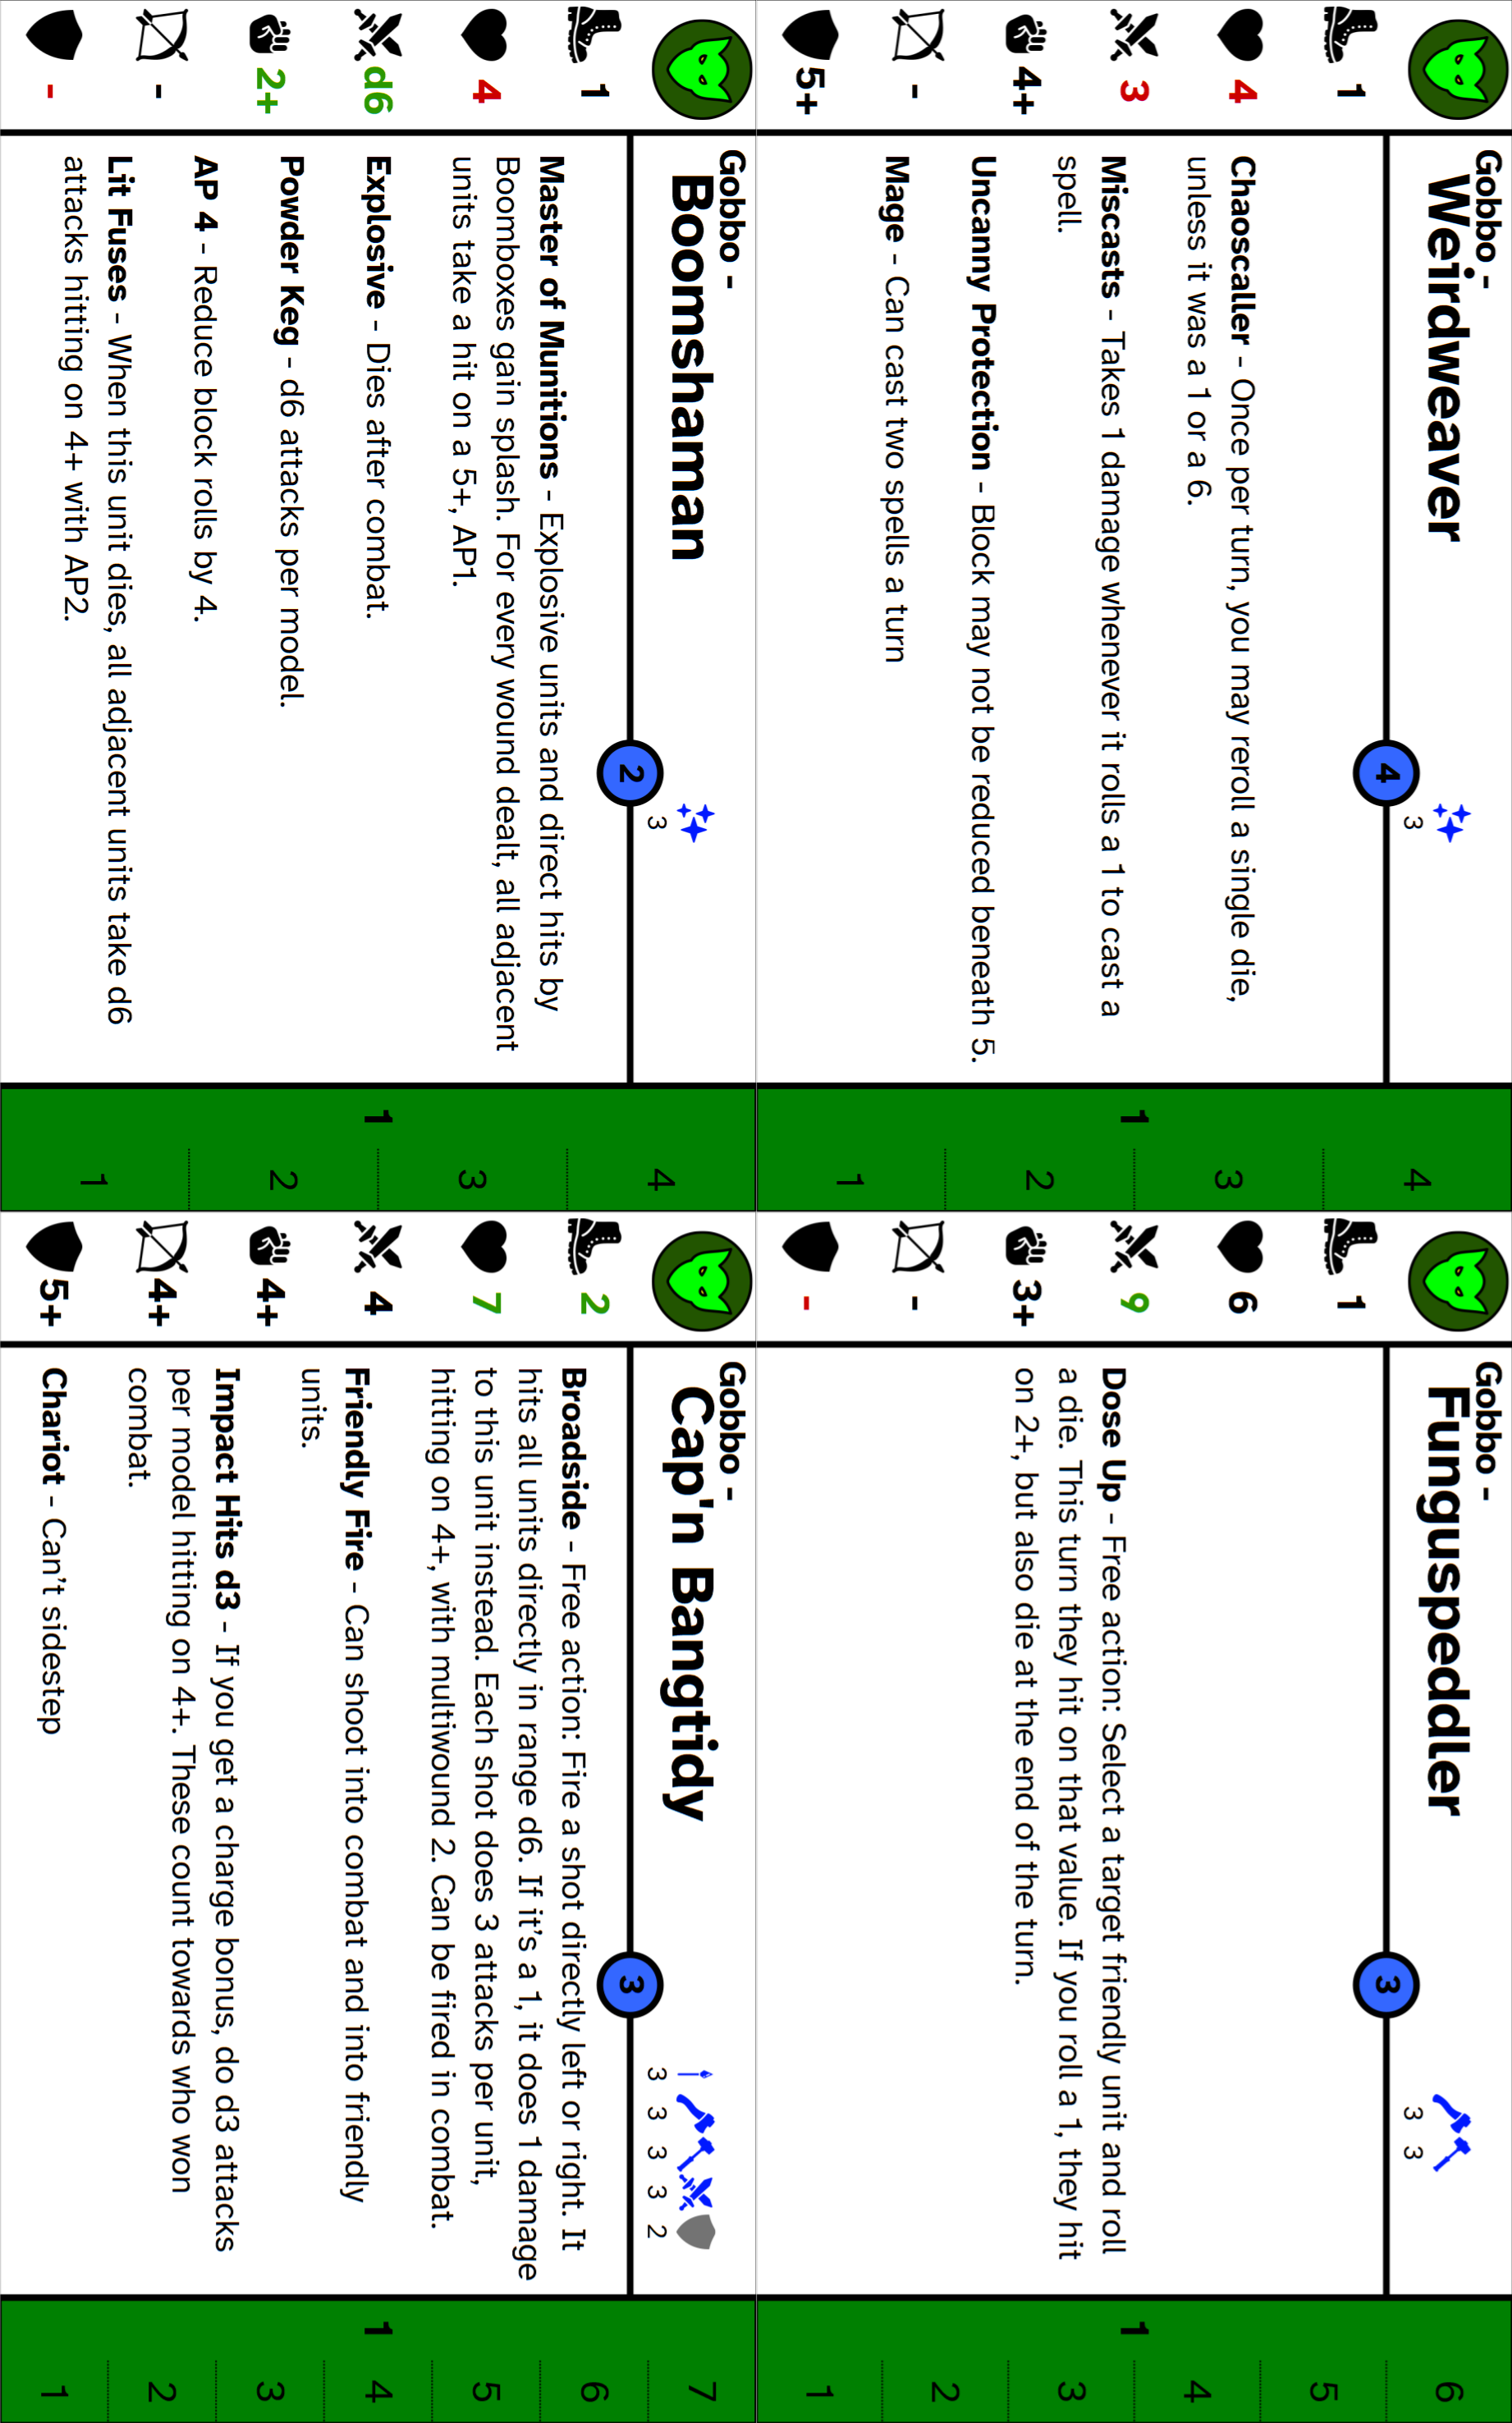 Gobbo -
Weirdweaver
4
3
1
4
3
4+
-
5+
Chaoscaller - Once per turn, you may reroll a single die,
unless it was a 1 or a 6.
Miscasts - Takes 1 damage whenever it rolls a 1 to cast a
spell.
Uncanny Protection - Block may not be reduced beneath 5.
Mage - Can cast two spells a turn
1
4
3
2
1
Gobbo -
Funguspeddler
3
3 3
1
6
9
3+
-
-
Dose Up - Free action: Select a target friendly unit and roll
a die. This turn they hit on that value. If you roll a 1, they hit
on 2+, but also die at the end of the turn.
1
6
5
4
3
2
1
Gobbo -
Boomshaman
2
3
1
4
d6
2+
-
-
Master of Munitions - Explosive units and direct hits by
Boomboxes gain splash. For every wound dealt, all adjacent
units take a hit on a 5+, AP1.
Explosive - Dies after combat.
Powder Keg - d6 attacks per model.
AP 4 - Reduce block rolls by 4.
Lit Fuses - When this unit dies, all adjacent units take d6
attacks hitting on 4+ with AP2.
1
4
3
2
1
Gobbo -
Cap'n Bangtidy
3
3 3 3 3 2
2
7
4
4+
4+
5+
Broadside - Free action: Fire a shot directly left or right. It
hits all units directly in range d6. If it's a 1, it does 1 damage
to this unit instead. Each shot does 3 attacks per unit,
hitting on 4+, with multiwound 2. Can be fired in combat.
Friendly Fire - Can shoot into combat and into friendly
units.
Impact Hits d3 - If you get a charge bonus, do d3 attacks
per model hitting on 4+. These count towards who won
combat.
Chariot - Can't sidestep
1
7
6
5
4
3
2
1